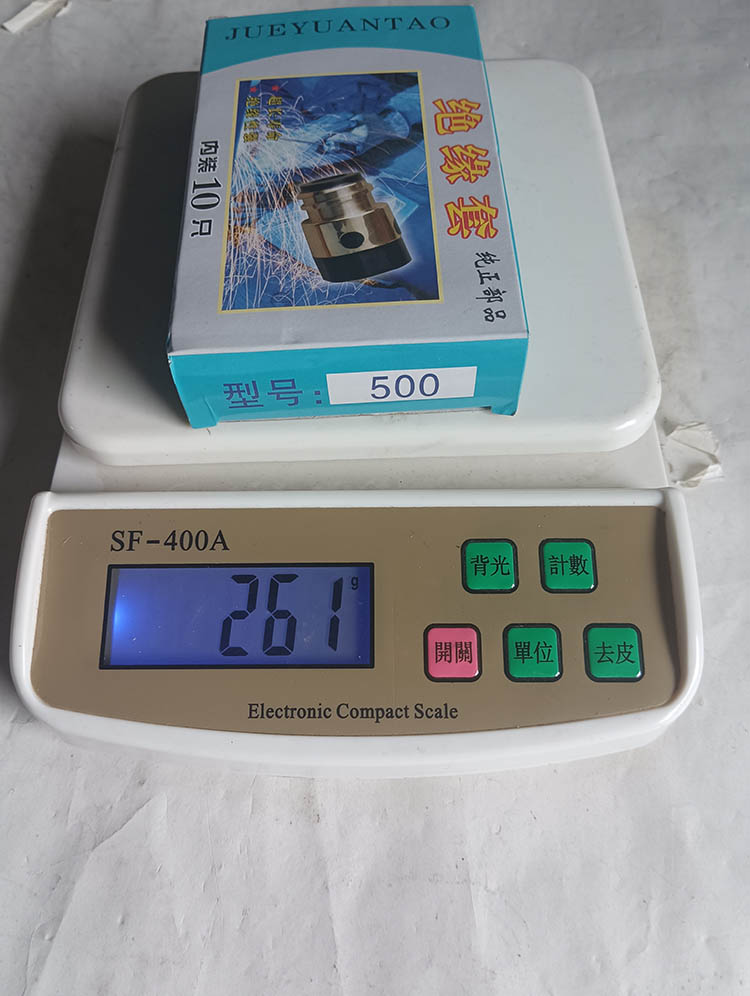 JUEYUANTAO
绝缘套
纯正部品
内装10只
型号: 500
SF-400A
261 g
背光
計數
開關
單位
去皮
Electronic Compact Scale